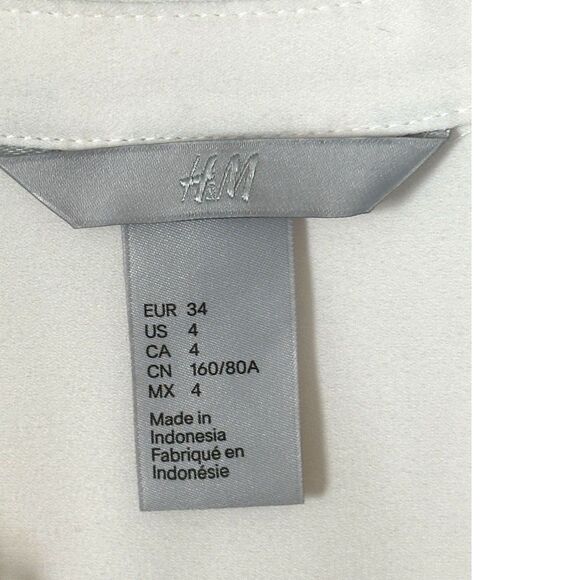 H&M
EUR 34
US 4
CA 4
CN 160/80A
MX 4
Made in
Indonesia
Fabriqué en
Indonésie